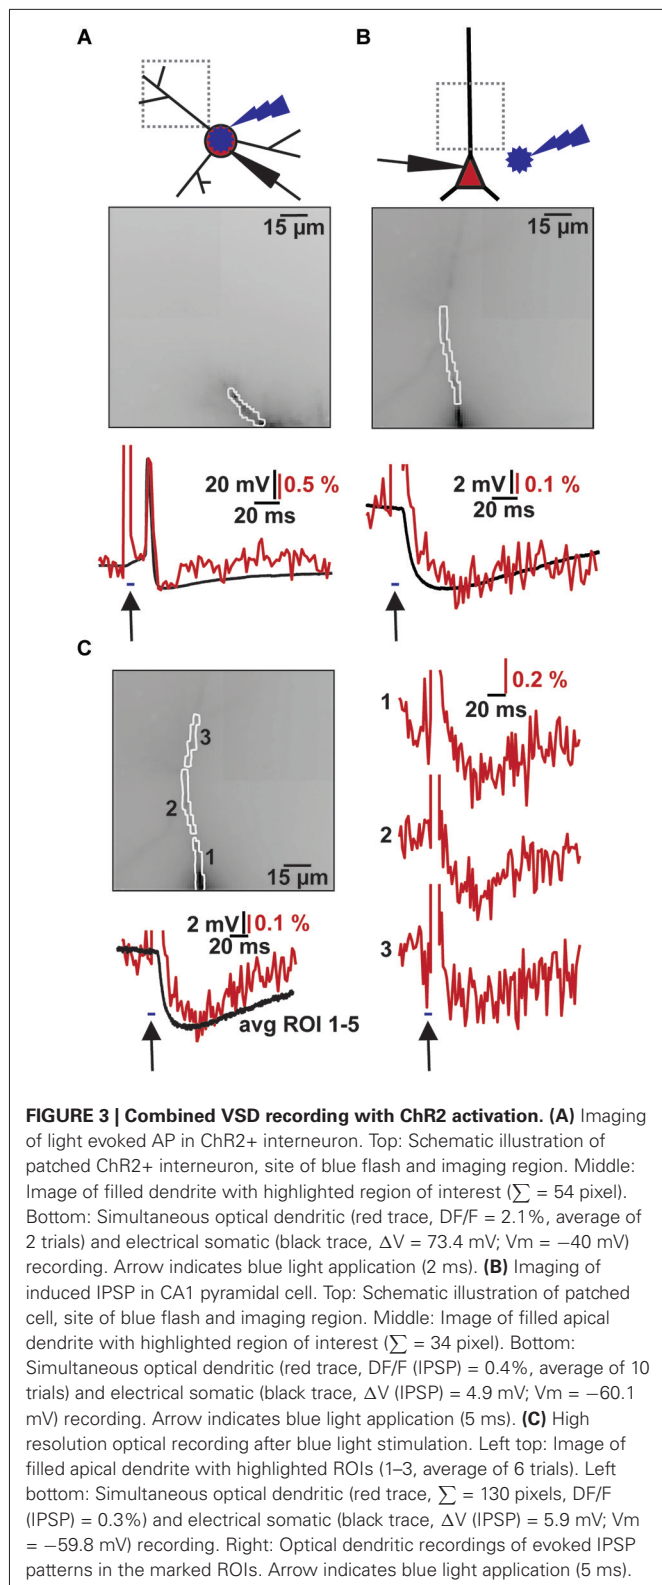 A
B
15 µm
15 µm
20 mV 0.5 %
20 ms
2 mV 0.1 %
20 ms
C
3
2
1
15 µm
0.2 %
20 ms
1
2
3
2 mV 0.1 %
20 ms
avg ROI 1-5
FIGURE 3 | Combined VSD recording with ChR2 activation. (A) Imaging
of light evoked AP in ChR2+ interneuron. Top: Schematic illustration of
patched ChR2+ interneuron, site of blue flash and imaging region. Middle:
Image of filled dendrite with highlighted region of interest (∑ = 54 pixel).
Bottom: Simultaneous optical dendritic (red trace, DF/F = 2.1%, average of
2 trials) and electrical somatic (black trace, ΔV = 73.4 mV; Vm = −40 mV)
recording. Arrow indicates blue light application (2 ms). (B) Imaging of
induced IPSP in CA1 pyramidal cell. Top: Schematic illustration of patched
cell, site of blue flash and imaging region. Middle: Image of filled apical
dendrite with highlighted region of interest (∑ = 34 pixel). Bottom:
Simultaneous optical dendritic (red trace, DF/F (IPSP) = 0.4%, average of 10
trials) and electrical somatic (black trace, ΔV (IPSP) = 4.9 mV; Vm = −60.1
mV) recording. Arrow indicates blue light application (5 ms). (C) High
resolution optical recording after blue light stimulation. Left top: Image of
filled apical dendrite with highlighted ROIs (1–3, average of 6 trials). Left
bottom: Simultaneous optical dendritic (red trace, ∑ = 130 pixels, DF/F
(IPSP) = 0.3%) and electrical somatic (black trace, ΔV (IPSP) = 5.9 mV; Vm
= −59.8 mV) recording. Right: Optical dendritic recordings of evoked IPSP
patterns in the marked ROIs. Arrow indicates blue light application (5 ms).